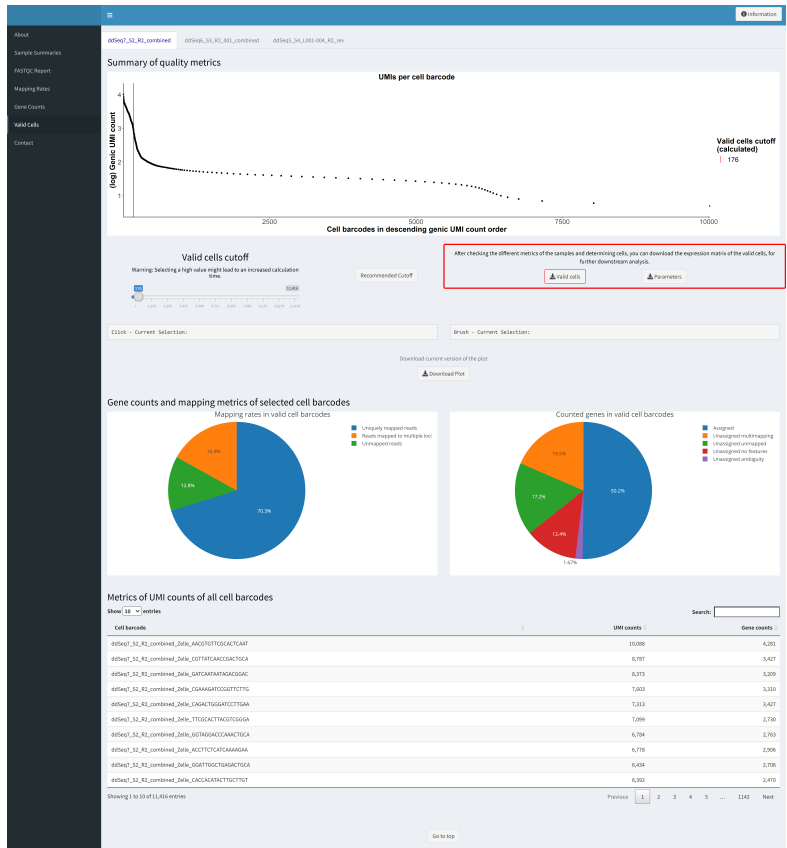 Information
About
Sample Summaries
FASTQC Report
Mapping Rates
Gene Counts
Valid Cells
Contact
ddSeq7_S2_R2_combined
ddSeq6_S3_R2_001_combined
ddSeq5_S4_L001-004_R2_mv
Summary of quality metrics
UMIs per cell barcode
(log) Genic UMI count
4
3
2
1
2500
5000
7500
10000
Cell barcodes in descending genic UMI count order
Valid cells cutoff
(calculated)
176
Valid cells cutoff
Warning: Selecting a high value might lead to an increased calculation
time.
176
11,416
Recommended Cutoff
After checking the different metrics of the samples and determining cells, you can download the expression matrix of the valid cells, for
further downstream analysis.
Valid cells
Parameters
Click - Current Selection:
Brush - Current Selection:
Download current version of the plot
Download Plot
Gene counts and mapping metrics of selected cell barcodes
Mapping rates in valid cell barcodes
Uniquely mapped reads
Reads mapped to multiple loci
Unmapped reads
16.9%
12.8%
70.3%
Counted genes in valid cell barcodes
Assigned
Unassigned multimapping
Unassigned unmapped
Unassigned no features
Unassigned ambiguity
18.5%
17.2%
50.2%
12.4%
1.67%
Metrics of UMI counts of all cell barcodes
Show 10 entries
Search:
Cell barcode UMI counts Gene counts
ddSeq7_S2_R2_combined_Zelle_AACGTGTTCGCACTCAAT 10,088 4,281
ddSeq7_S2_R2_combined_Zelle_CGTTATCAACCGACTGCA 8,787 3,427
ddSeq7_S2_R2_combined_Zelle_GATCAATAATAGACGGAC 8,373 3,209
ddSeq7_S2_R2_combined_Zelle_CGAAAGATCCGGTTCTTG 7,603 3,310
ddSeq7_S2_R2_combined_Zelle_CAGACTGGGATCCTTGAA 7,313 3,427
ddSeq7_S2_R2_combined_Zelle_TTCGCACTTACGTCGGGA 7,099 2,730
ddSeq7_S2_R2_combined_Zelle_GGTAGGACCCAAACTGCA 6,784 2,763
ddSeq7_S2_R2_combined_Zelle_ACCTTCTCATCAAAAGAA 6,778 2,906
ddSeq7_S2_R2_combined_Zelle_GGATTGGCTGAGACTGCA 6,434 2,706
ddSeq7_S2_R2_combined_Zelle_CACCACATACTTGCTTGT 6,392 2,470
Showing 1 to 10 of 11,416 entries
Previous 1 2 3 4 5 ... 1142 Next
Go to top